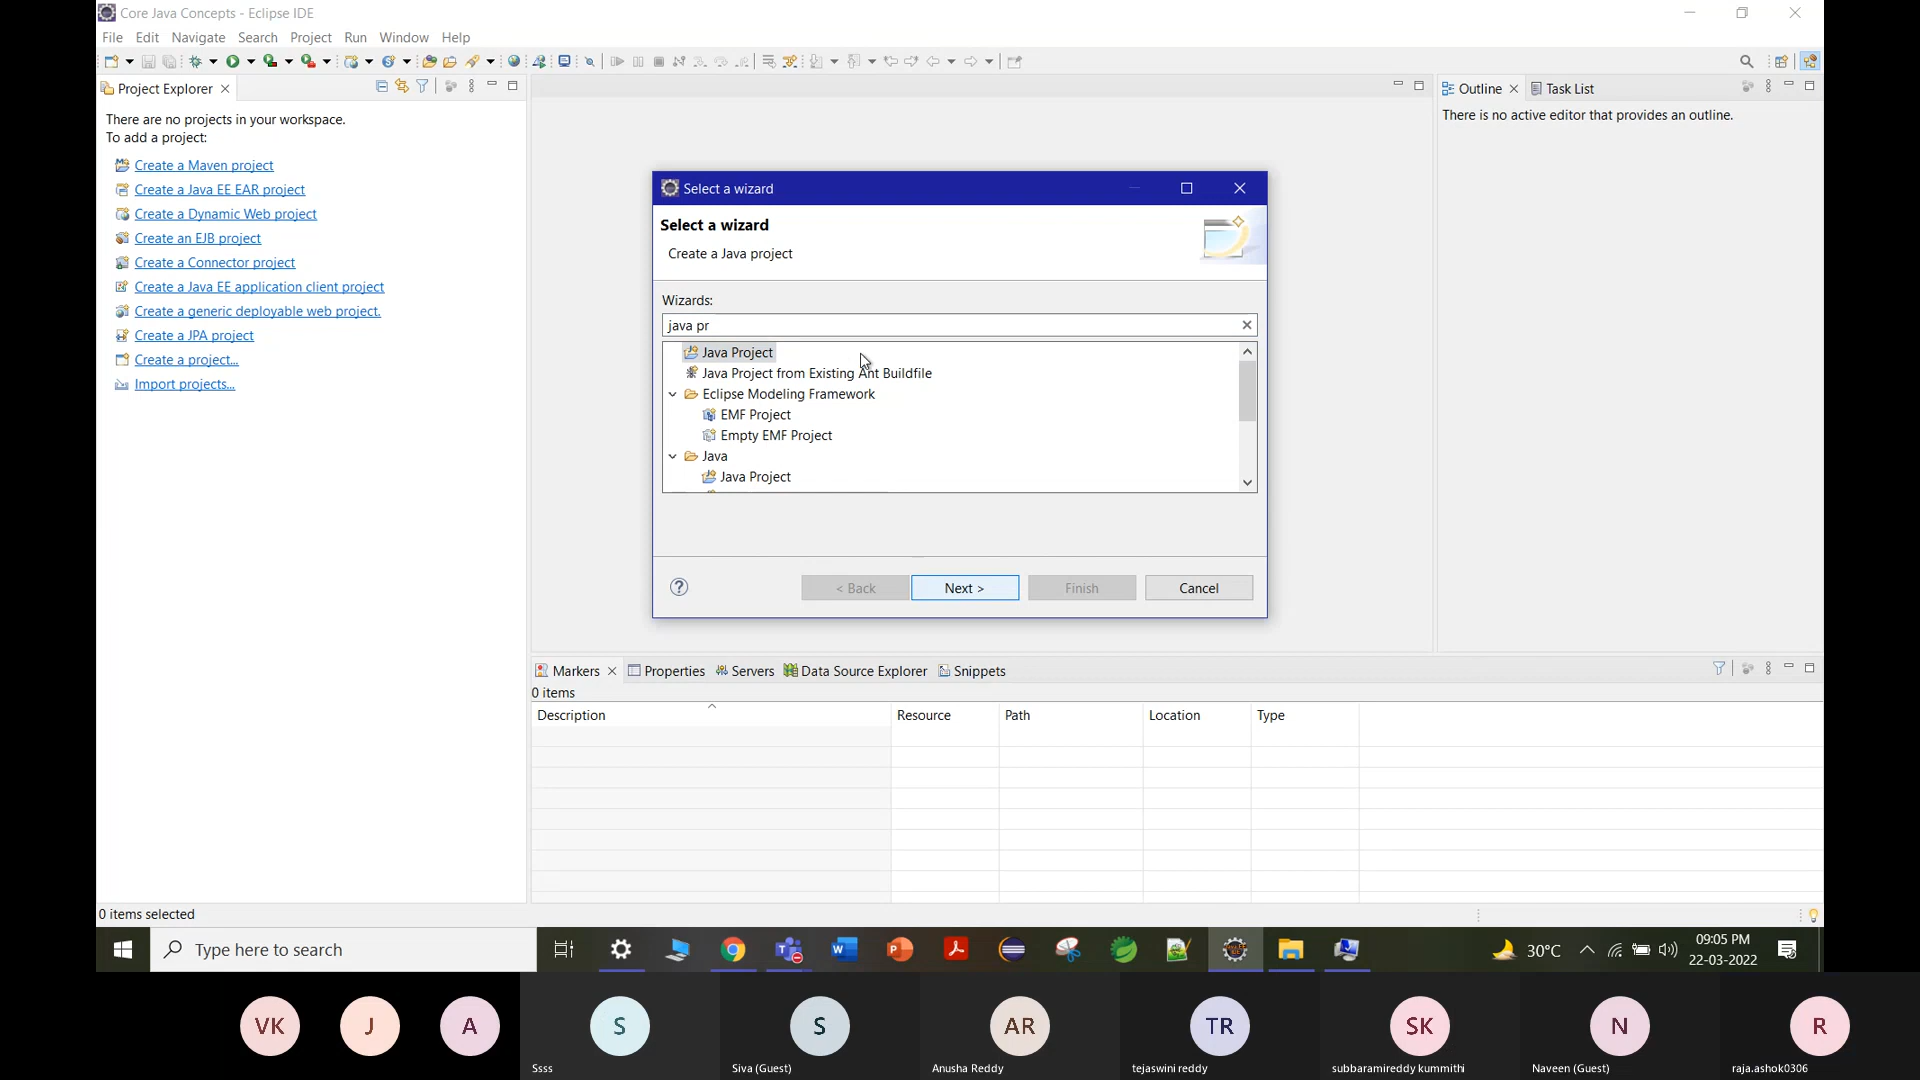 Core Java Concepts - Eclipse IDE
File Edit Navigate Search Project Run Window Help
Project Explorer
There are no projects in your workspace.
To add a project:
Create a Maven project
Create a Java EE EAR project
Create a Dynamic Web project
Create an EJB project
Create a Connector project
Create a Java EE application client project
Create a generic deployable web project.
Create a JPA project
Create a project...
Import projects...
Select a wizard
Select a wizard
Create a Java project
Wizards:
java pr
Java Project
Java Project from Existing Ant Buildfile
Eclipse Modeling Framework
EMF Project
Empty EMF Project
Java
Java Project
< Back Next > Finish Cancel
Outline Task List
There is no active editor that provides an outline.
Markers Properties Servers Data Source Explorer Snippets
0 items
Description Resource Path Location Type
0 items selected
Type here to search
30°C
09:05 PM
22-03-2022
VK J A S S AR TR SK N R
Ssss Siva (Guest) Anusha Reddy tejaswini reddy subbaramireddy kummithi Naveen (Guest) raja.ashok0306